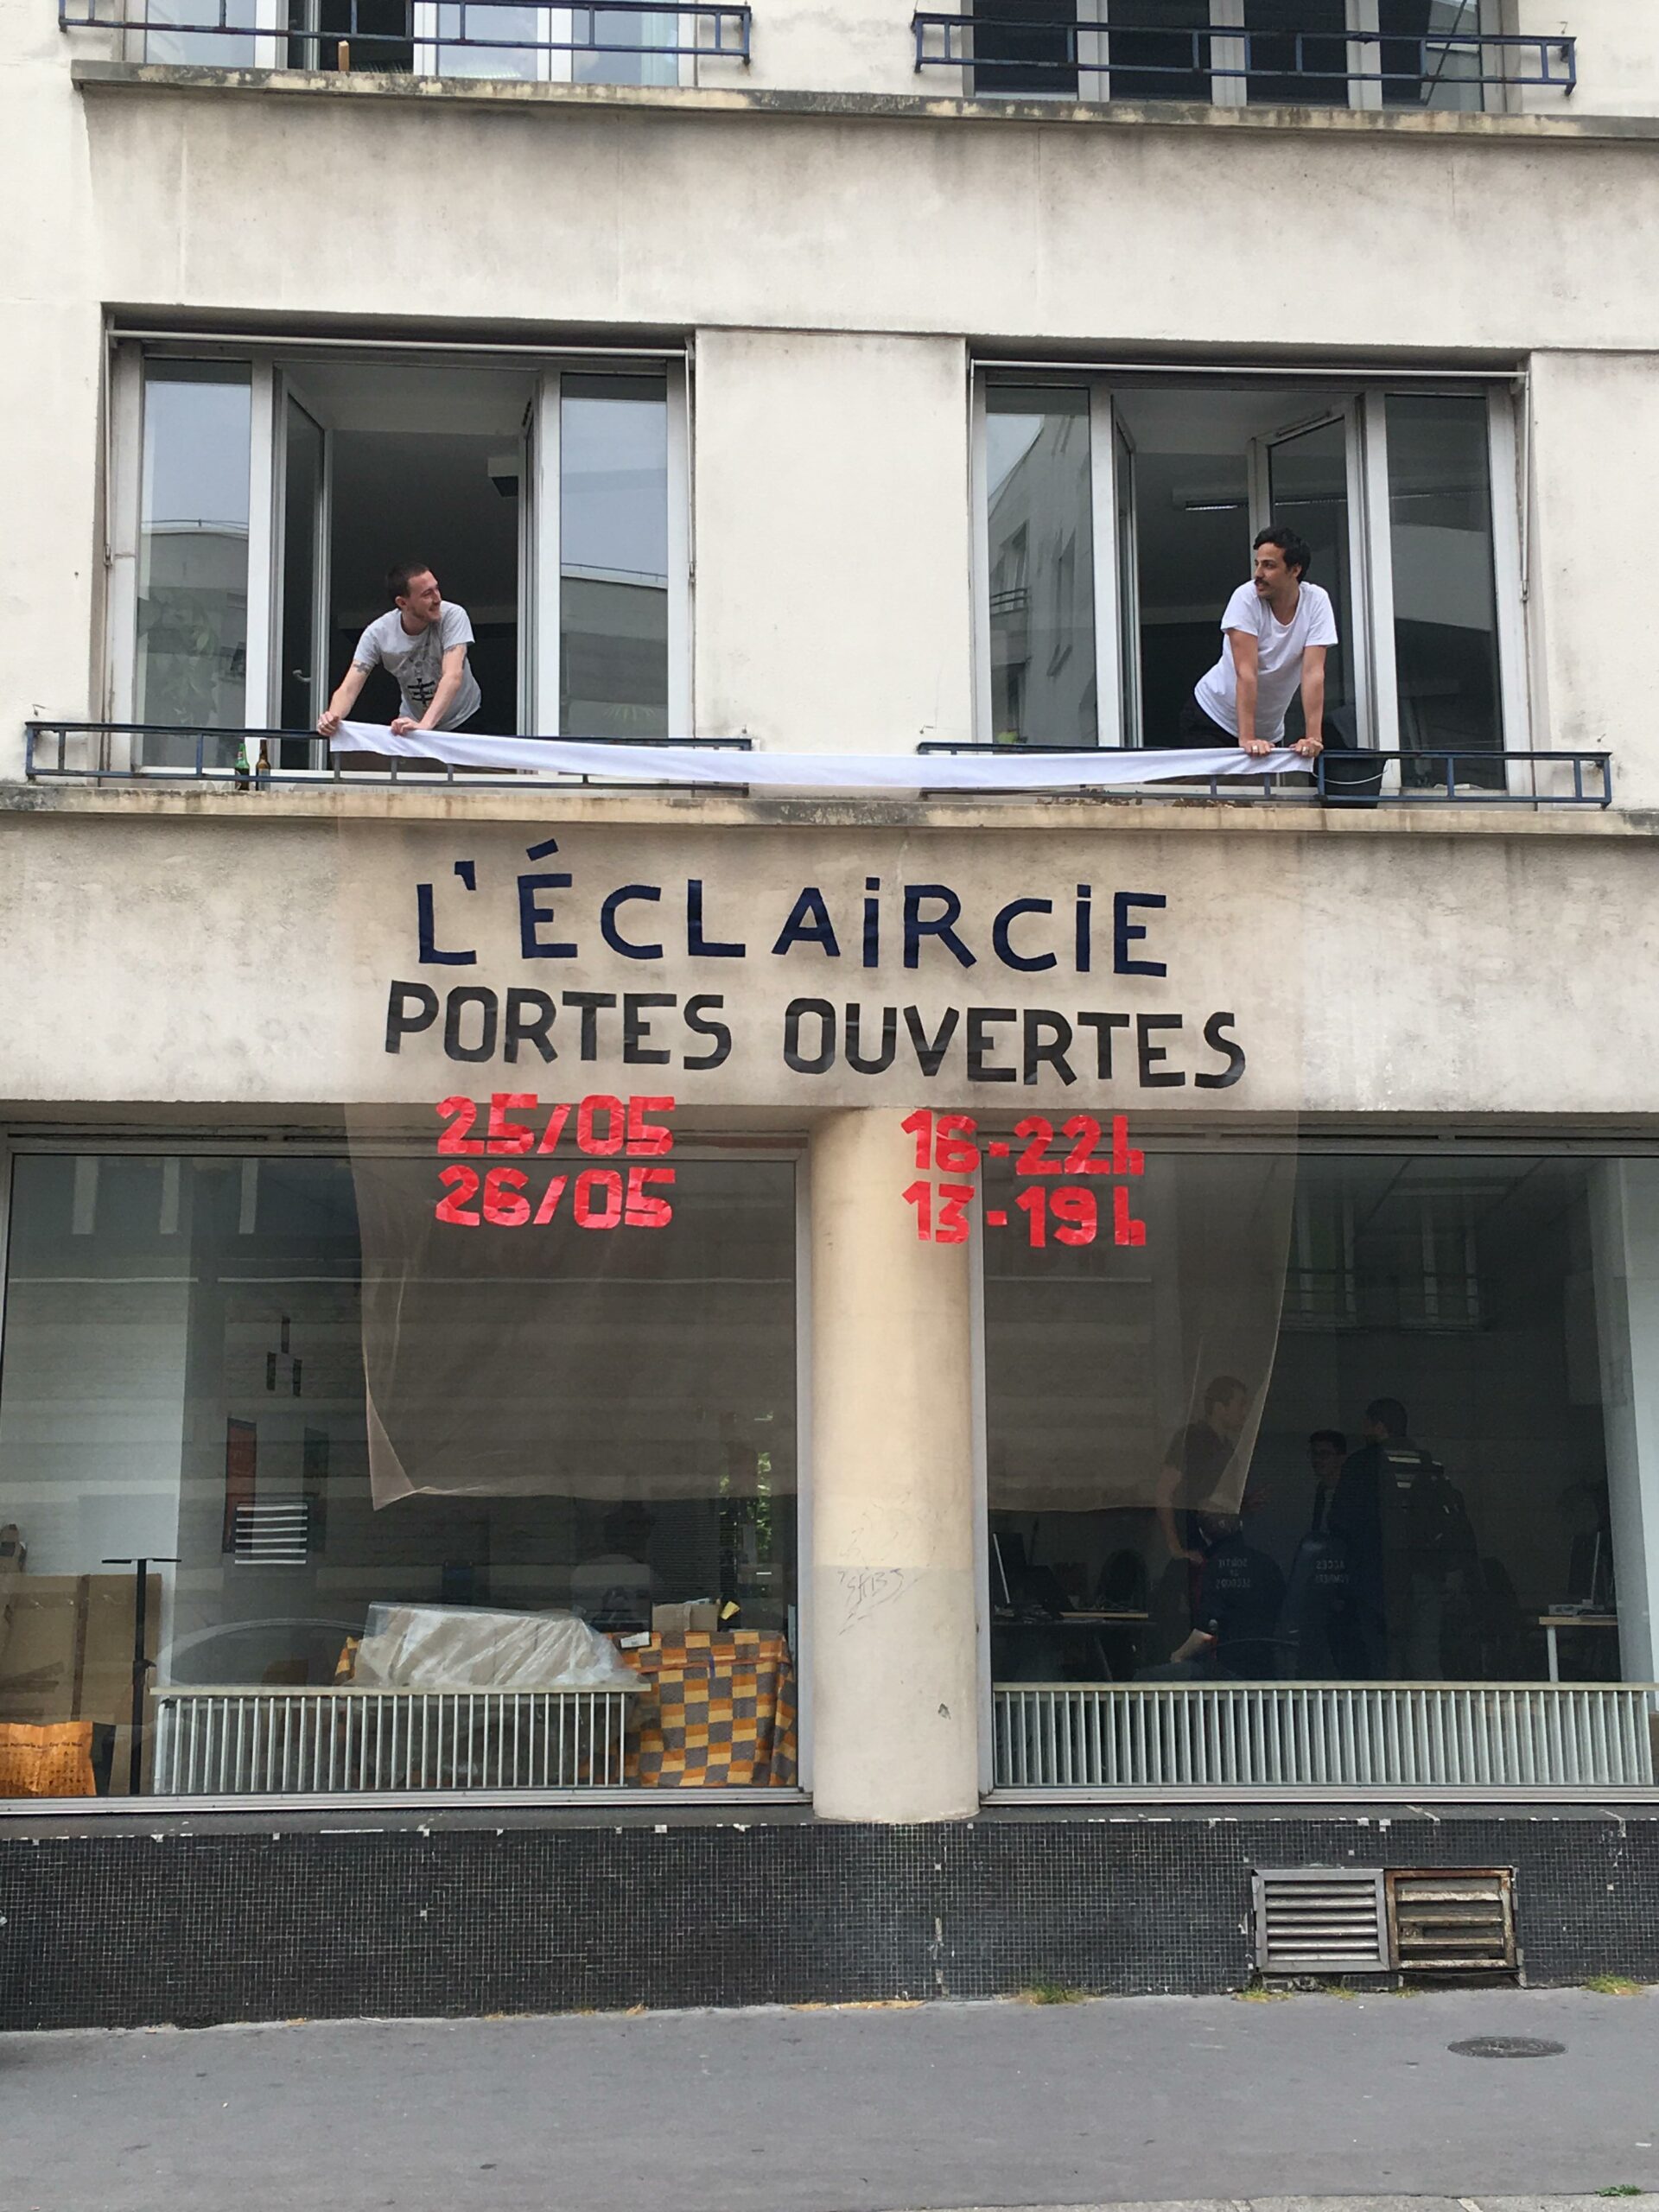 L'ÉCLAiRCiE
PORTES OUVERTES
25/05 16-22h
26/05 13-19h